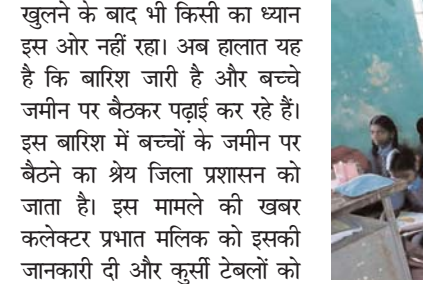 खुलने के बाद भी किसी का ध्यान
इस ओर नहीं रहा। अब हालात यह
है कि बारिश जारी है और बच्चे
जमीन पर बैठकर पढ़ाई कर रहे हैं।
इस बारिश में बच्चों के जमीन पर
बैठने का श्रेय जिला प्रशासन को
जाता है। इस मामले की खबर
कलेक्टर प्रभात मलिक को इसकी
जानकारी दी और कुर्सी टेबलों को